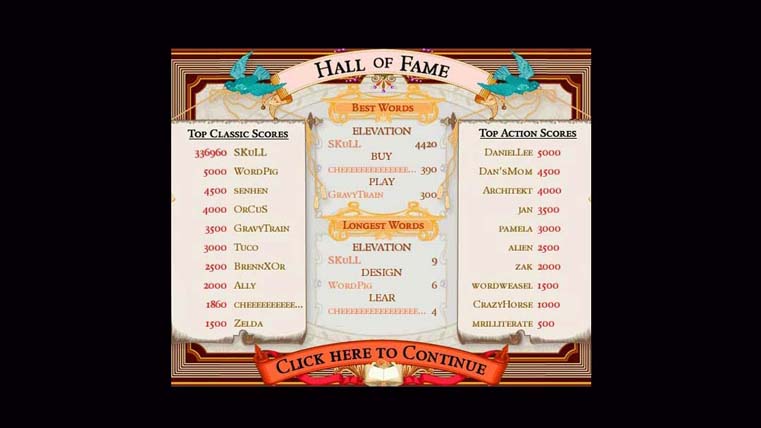 Hall of Fame
Top Classic Scores
336960 SKuLL
5000 WordPig
4500 senhen
4000 OrCuS
3500 GravyTrain
3000 Tuco
2500 BrennXOr
2000 Ally
1860 cheeeeeeeeee...
1500 Zelda
Best Words
ELEVATION
SKuLL 4420
BUY
cheeeeeeeeeeeeee... 390
PLAY
GravyTrain 300
Longest Words
ELEVATION
SKuLL 9
DESIGN
WordPig 6
LEAR
cheeeeeeeeeeeeeeee... 4
Top Action Scores
DanielLee 5000
Dan'sMom 4500
Architekt 4000
jan 3500
pamela 3000
alien 2500
zak 2000
wordweasel 1500
CrazyHorse 1000
mrilliterate 500
Click here to Continue